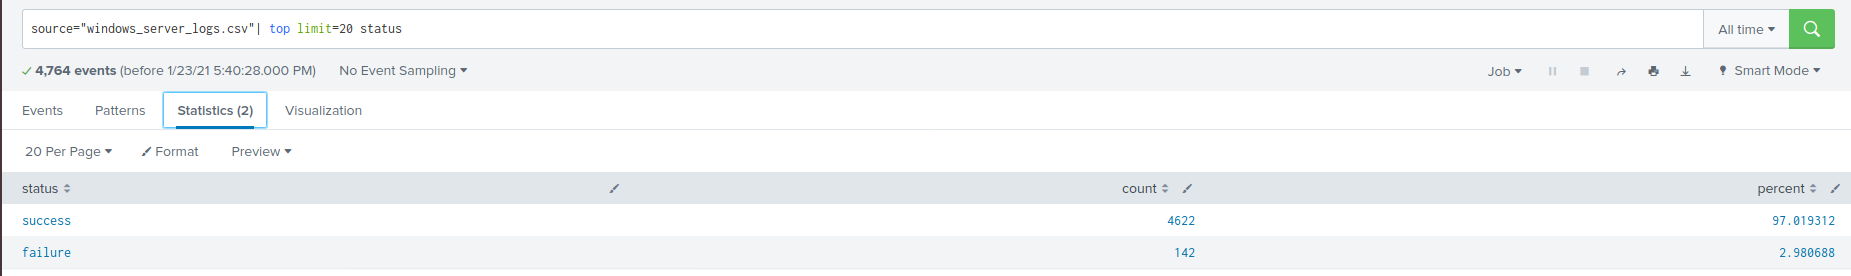 source="windows_server_logs.csv"| top limit=20 status All time
4,764 events (before 1/23/21 5:40:28.000 PM) No Event Sampling Job Smart Mode
Events Patterns Statistics (2) Visualization
20 Per Page Format Preview
status count percent
success 4622 97.019312
failure 142 2.980688